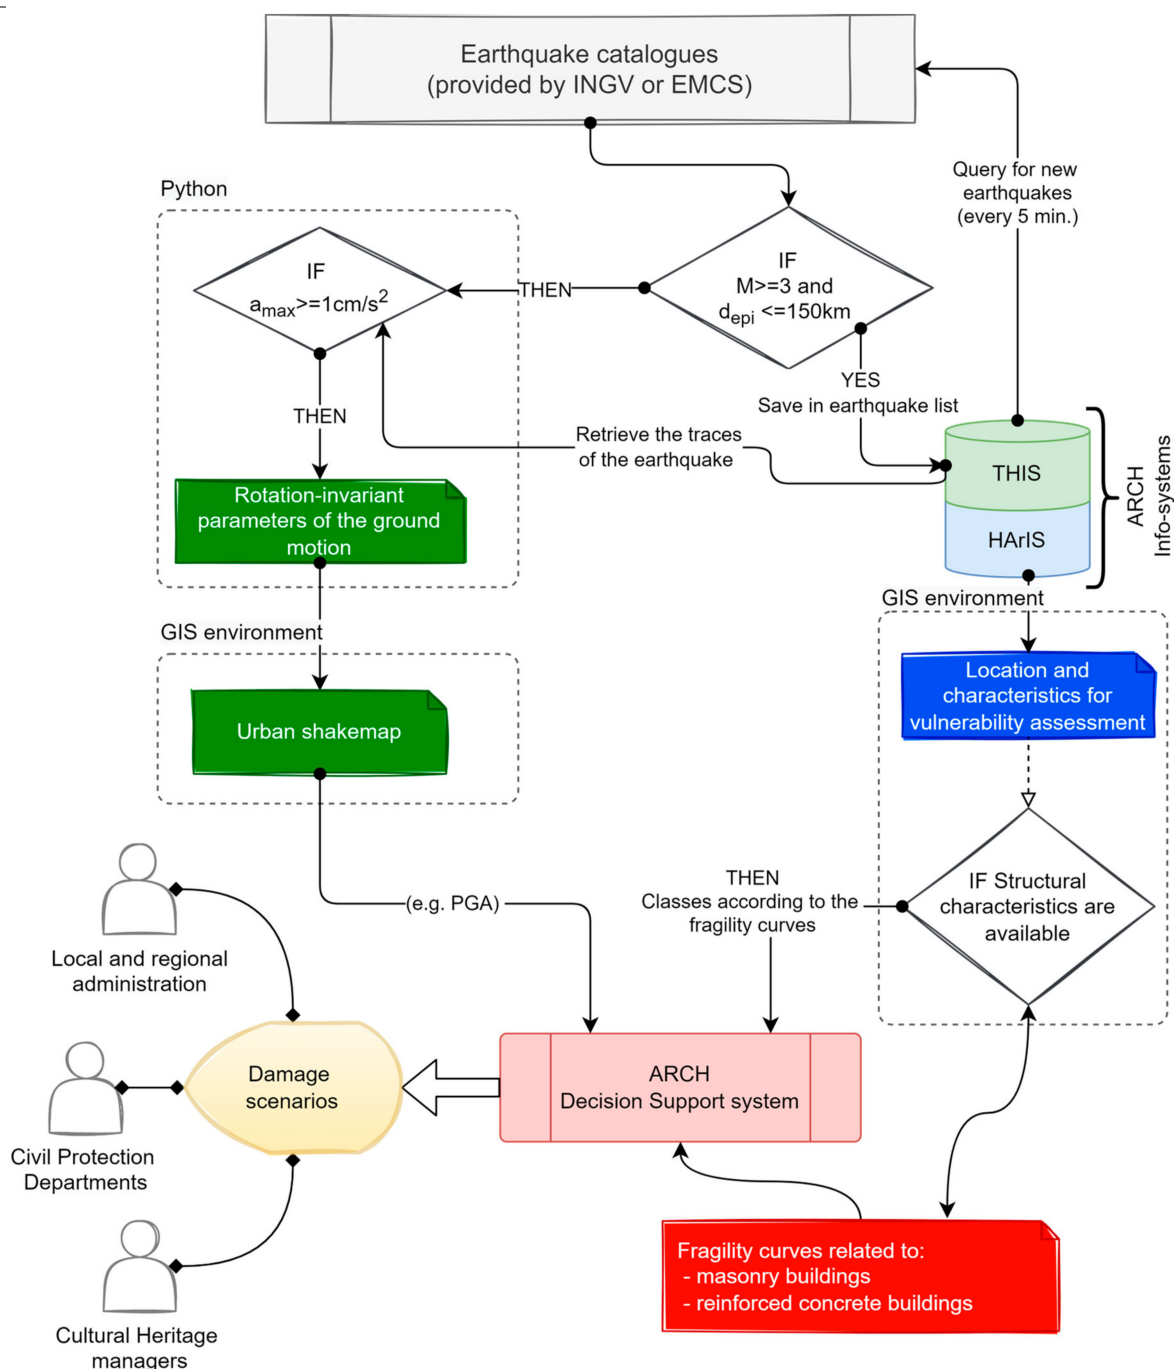 Earthquake catalogues
(provided by INGV or EMCS)
Query for new
earthquakes
(every 5 min.)
Python
IF
a_max>=1cm/s²
THEN
IF
M>=3 and
d_epi <=150km
YES
Save in earthquake list
THEN
Retrieve the traces
of the earthquake
THIS
HArIS
ARCH
Info-systems
Rotation-invariant
parameters of the ground
motion
GIS environment
Urban shakemap
GIS environment
Location and
characteristics for
vulnerability assessment
IF Structural
characteristics are
available
THEN
Classes according to the
fragility curves
(e.g. PGA)
Local and regional
administration
Damage
scenarios
ARCH
Decision Support system
Civil Protection
Departments
Fragility curves related to:
- masonry buildings
- reinforced concrete buildings
Cultural Heritage
managers